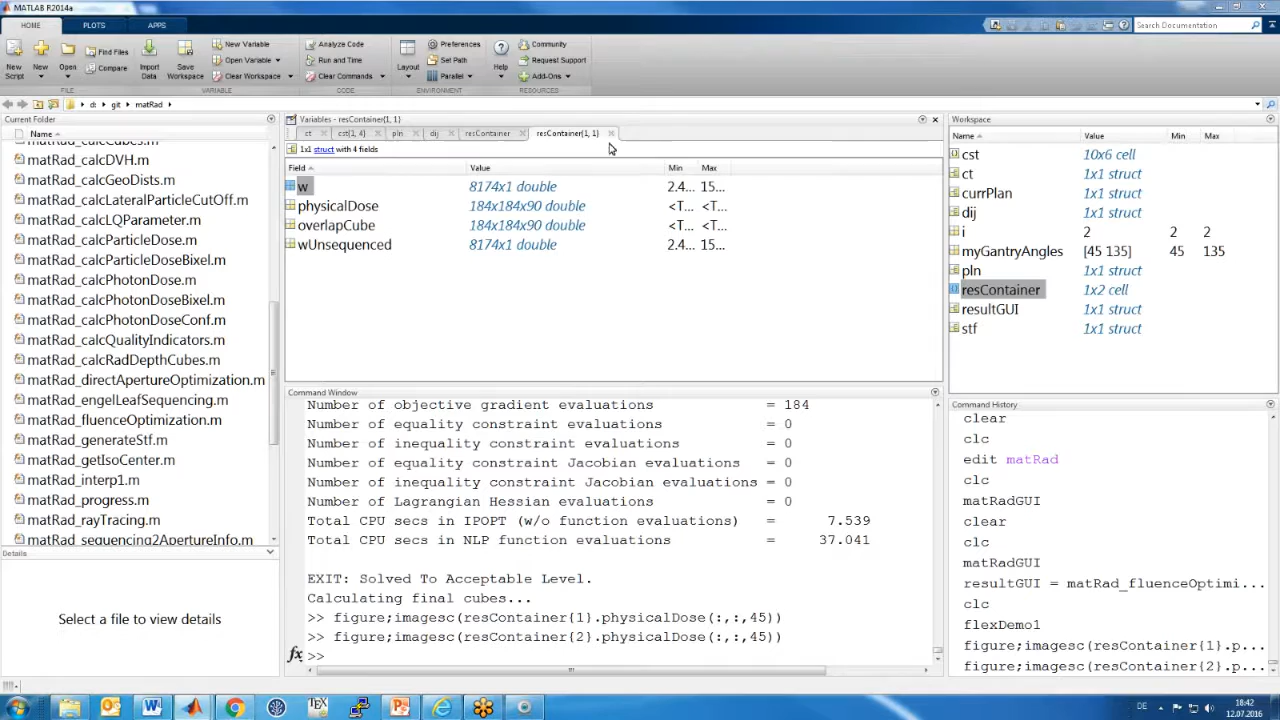 MATLAB R2014a
HOME PLOTS APPS
Search Documentation
New Script
New
Open
Find Files
Compare
Import Data
Save Workspace
New Variable
Open Variable
Clear Workspace
Analyze Code
Run and Time
Clear Commands
Layout
Preferences
Set Path
Parallel
Help
Community
Request Support
Add-Ons
FILE VARIABLE CODE ENVIRONMENT RESOURCES
d: git matRad
Current Folder
Name
matRad_calcCubes.m
matRad_calcDVH.m
matRad_calcGeoDists.m
matRad_calcLateralParticleCutOff.m
matRad_calcLQParameter.m
matRad_calcParticleDose.m
matRad_calcParticleDoseBixel.m
matRad_calcPhotonDose.m
matRad_calcPhotonDoseBixel.m
matRad_calcPhotonDoseConf.m
matRad_calcQualityIndicators.m
matRad_calcRadDepthCubes.m
matRad_directApertureOptimization.m
matRad_engelLeafSequencing.m
matRad_fluenceOptimization.m
matRad_generateStf.m
matRad_getIsoCenter.m
matRad_interp1.m
matRad_progress.m
matRad_rayTracing.m
matRad_sequencing2ApertureInfo.m
Details
Select a file to view details
Variables - resContainer{1, 1}
ct cst{1, 4} pln dij resContainer resContainer{1, 1}
1x1 struct with 4 fields
Field Value Min Max
w 8174x1 double 2.4... 15...
physicalDose 184x184x90 double <T... <T...
overlapCube 184x184x90 double <T... <T...
wUnsequenced 8174x1 double 2.4... 15...
Command Window
Number of objective gradient evaluations = 184
Number of equality constraint evaluations = 0
Number of inequality constraint evaluations = 0
Number of equality constraint Jacobian evaluations = 0
Number of inequality constraint Jacobian evaluations = 0
Number of Lagrangian Hessian evaluations = 0
Total CPU secs in IPOPT (w/o function evaluations) = 7.539
Total CPU secs in NLP function evaluations = 37.041
EXIT: Solved To Acceptable Level.
Calculating final cubes...
>> figure;imagesc(resContainer{1}.physicalDose(:,:,45))
>> figure;imagesc(resContainer{2}.physicalDose(:,:,45))
fx >>
Workspace
Name Value Min Max
cst 10x6 cell
ct 1x1 struct
currPlan 1x1 struct
dij 1x1 struct
i 2 2 2
myGantryAngles [45 135] 45 135
pln 1x1 struct
resContainer 1x2 cell
resultGUI 1x1 struct
stf 1x1 struct
Command History
clear
clc
edit matRad
clc
matRadGUI
clear
clc
matRadGUI
resultGUI = matRad_fluenceOptimi...
clc
flexDemo1
figure;imagesc(resContainer{1}.p...
figure;imagesc(resContainer{2}.p...
DE
18:42
12.07.2016